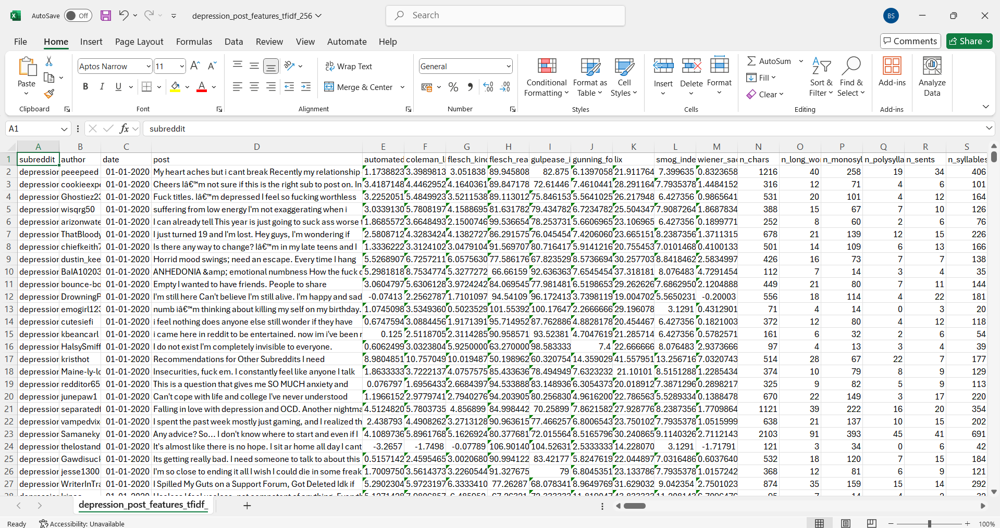 AutoSave Off depression_post_features_tfidf_256 Search BS
File Home Insert Page Layout Formulas Data Review View Automate Help Comments Share
Paste Aptos Narrow 11 Wrap Text General Conditional Formatting Format as Table Cell Styles Insert Delete Format AutoSum Fill Clear Sort & Filter Find & Select Add-ins Analyze Data
B I U Merge & Center
Clipboard Font Alignment Number Styles Cells Editing Add-ins
A1 fx subreddit
A B C D E F G H I J K L M N O P Q R S
1 subreddit author date post automated coleman_li flesch_kinc flesch_rea gulpease_i gunning_fo lix smog_inde wiener_sac n_chars n_long_wo n_monosyl n_polysylla n_sents n_syllables
2 depression peeepeed 01-01-2020 My heart aches but i cant break Recently my relationship 1.1738823 3.3989813 3.051838 89.945808 82.875 6.1397058 21.911764 7.399635 0.8323658 1216 40 258 19 34 406
3 depression cookieexpe 01-01-2020 Cheers Iâ€™m not sure if this is the right sub to post on. In 3.4187148 4.4462952 4.1640361 89.847178 72.61446 7.4610441 28.291164 7.7935378 1.4484152 316 12 71 4 6 101
4 depression Ghostiez23 01-01-2020 Fuck titles. Iâ€™m depressed I feel so fucking worthless 3.2252051 5.4849923 3.5211538 89.113012 75.846153 5.5641025 26.217948 6.427356 0.9865641 531 20 101 4 12 164
5 depression wisqrg50 01-01-2020 suffering from low energy I'm not exaggerating when i 3.0339130 5.7808197 4.1588695 81.631782 79.434782 6.7234782 25.504347 7.9087264 1.8687834 388 15 67 7 10 126
6 depression arizonwate 01-01-2020 I can already tell This year is just going to suck ass worse t 1.8685572 3.6648493 2.1500746 99.536654 78.253731 5.6606965 23.106965 6.427356 0.1899771 252 8 60 2 6 76
7 depression ThatBloody 01-01-2020 I just turned 19 and I'm lost. Hey guys, I'm wondering if 2.5808712 4.3283424 4.1382727 86.291575 76.045454 7.4206060 23.665151 8.2387356 1.3711315 678 21 139 12 15 226
8 depression chiefkeith7 01-01-2020 Is there any way to change? Iâ€™m in my late teens and I 1.3336222 3.3124102 3.0479104 91.569707 80.716417 5.9141216 20.755453 7.0101468 0.4100133 501 14 109 6 13 166
9 depression dustin_kee 01-01-2020 Horrid mood swings; need an escape. Every time I hang 5.5268907 6.7257211 6.0575630 77.586176 67.823529 8.5736694 30.257703 8.8418462 2.5834997 426 16 73 7 7 138
10 depression BalA10203 01-01-2020 ANHEDONIA &amp; emotional numbness How the fuck d 5.2981818 8.7534774 5.3277272 66.66159 92.636363 7.6545454 37.318181 8.076483 4.7291454 112 7 14 3 4 35
11 depression bounce-bo 01-01-2020 Empty I wanted to have friends. People to share 3.0604797 5.6306128 3.9724242 84.069545 77.981481 6.5198653 29.262626 7.6862950 2.1204888 449 21 80 7 11 144
12 depression DrowningP 01-01-2020 I'm still here Can't believe I'm still alive. I'm happy and sad -0.07413 2.2562787 1.7101097 94.54109 96.172413 3.7398119 19.004702 5.5650231 -0.20003 556 18 114 4 22 181
13 depression emogirl123 01-01-2020 numb iâ€™m thinking about killing my self on my birthday. 1.0745098 3.5349360 0.5023529 101.55392 100.17647 2.2666666 29.196078 3.1291 0.4312901 71 4 14 0 3 20
14 depression cutesiefi 01-01-2020 i feel nothing does anyone else still wonder if they have 0.6747594 3.0884456 1.9171391 95.714952 87.762886 4.8828178 20.454467 6.427356 0.1821003 372 12 80 4 12 118
15 depression kbeancarl 01-01-2020 i came here in reddit to be entertained. now im i've been r 0.125 2.5118705 2.3114285 90.958571 93.52381 4.7047619 21.285714 6.427356 0.5782571 161 6 32 2 6 54
16 depression HalsySmiff 01-01-2020 I do not exist I'm completely invisible to everyone. 0.6062499 3.0323804 5.9250000 63.270000 98.583333 7.4 22.666666 8.076483 2.9373666 97 4 13 3 4 39
17 depression kristhot 01-01-2020 Recommendations for Other Subreddits I need 8.9804851 10.757049 10.019487 50.198962 60.320754 14.359029 41.557951 13.256716 7.0320743 514 28 67 22 7 177
18 depression Maine-ly-lo 01-01-2020 Insecurities, fuck em. I constantly feel like anyone I talk 1.8633333 3.7222137 4.0757575 85.433636 78.494949 7.6323232 21.10101 8.5151288 1.2285434 374 10 79 8 9 129
19 depression redditor65 01-01-2020 This is a question that gives me SO MUCH anxiety and 0.076797 1.6956433 2.6684397 94.533888 83.148936 6.3054373 20.018912 7.3871296 0.2898217 325 9 82 5 9 113
20 depression junepaw1 01-01-2020 Can't cope with life and college I've never understood 1.1966152 2.9779741 2.7940276 94.203905 80.256830 4.9616200 22.786563 5.5289334 0.1388478 670 22 149 3 17 220
21 depression separatedf 01-01-2020 Falling in love with depression and OCD. Another nightma 4.5124820 5.7803735 4.856899 84.998442 70.25899 7.8621582 27.928776 8.2387356 1.7709864 1121 39 222 16 20 354
22 depression vampedvix 01-01-2020 I spent the past week mostly just gaming, and I realized th 2.438793 4.4908262 3.2713128 90.963615 77.466257 6.8006543 23.750102 7.7935378 1.0515999 638 21 137 10 15 202
23 depression Samaneky 01-01-2020 Any advice? So... I don't know where to start and even if I 4.1089736 5.8961768 5.1626924 80.377681 72.015564 8.5165796 30.240865 9.1140326 2.7112143 2103 91 393 45 41 691
24 depression thelostand 01-01-2020 It's almost like there is no hope. I sit ar home all day I cant -3.2657 -1.7498 -0.07789 106.90140 104.52631 2.5333333 14.228070 3.1291 -1.71791 121 3 34 0 6 42
25 depression Gawdisuck 01-01-2020 Its getting really bad. I need someone to talk to about this 0.5157142 2.4595465 3.0020680 90.994122 83.42177 5.8247619 22.044897 7.0316486 0.6037640 532 18 120 7 15 184
26 depression jesse1300 01-01-2020 I'm so close to ending it all I wish I could die in some freak 1.7009750 3.5614373 3.2260544 91.327675 79 6.8045351 23.133786 7.7935378 1.0157242 368 12 81 6 9 121
27 depression WriterInTra 01-01-2020 I Spilled My Guts on a Support Forum, Got Deleted Idk if 5.2902304 5.9723197 6.3333410 77.26287 68.078341 8.9649769 31.629032 9.042354 2.7501023 874 35 159 15 14 292
depression_post_features_tfidf_
Ready Accessibility: Unavailable 100%